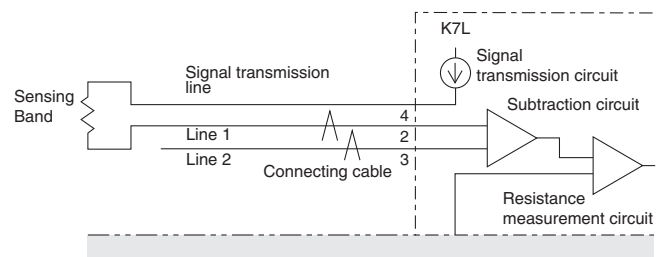 K7L
Signal
transmission circuit
Signal transmission
line
Sensing
Band
4
Subtraction circuit
Line 1
2
Line 2
3
Connecting cable
Resistance
measurement circuit